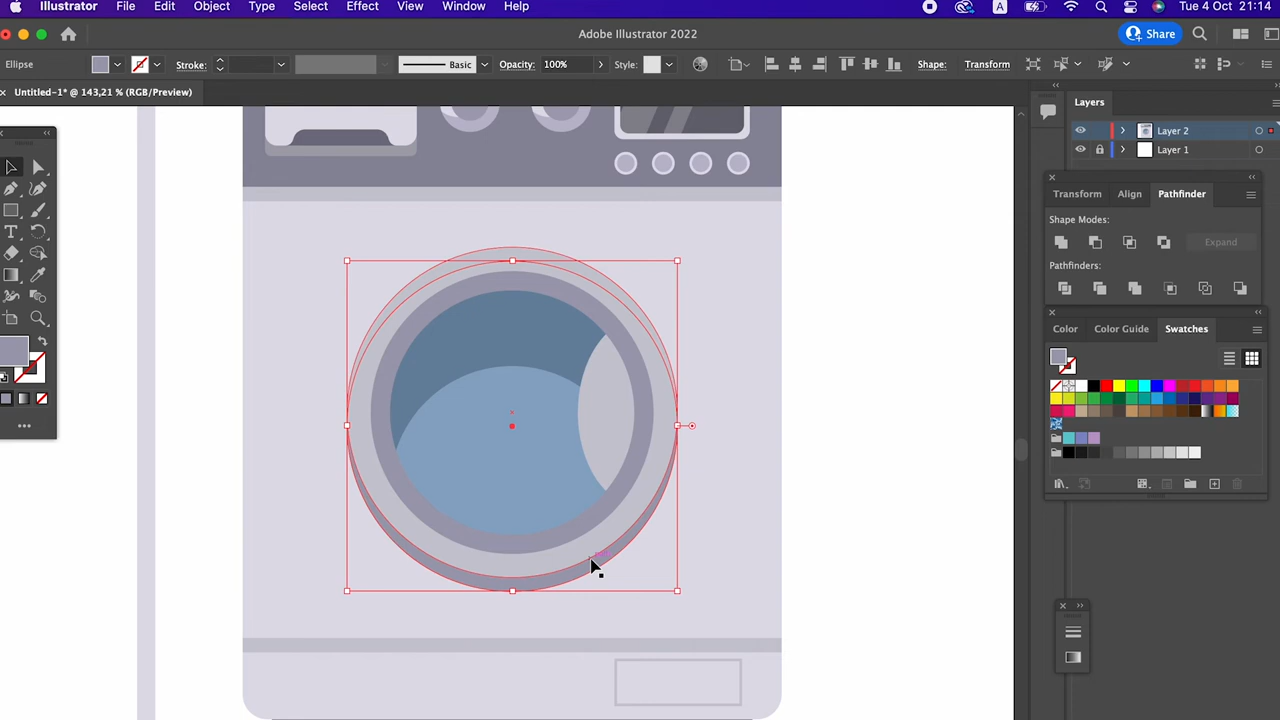 Illustrator File Edit Object Type Select Effect View Window Help A Tue 4 Oct 21:14
Adobe Illustrator 2022 Share
Ellipse Stroke: Basic Opacity: 100% Style: Shape: Transform
Untitled-1* @ 143,21 % (RGB/Preview)
Layers
Layer 2
Layer 1
Transform Align Pathfinder
Shape Modes:
Expand
Pathfinders:
Color Color Guide Swatches